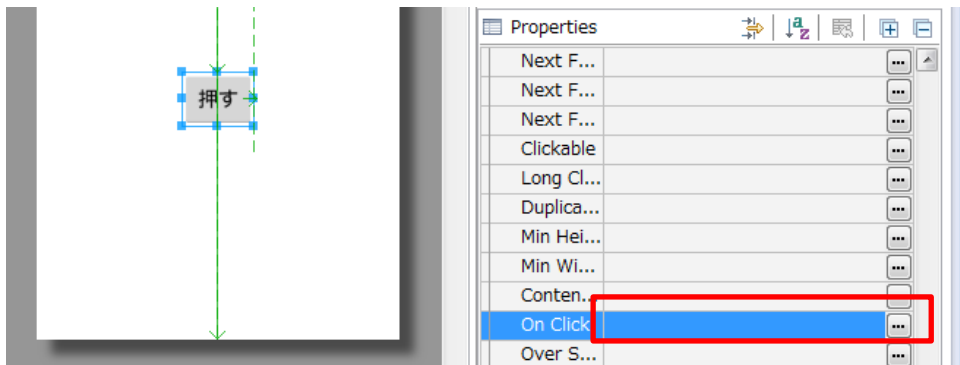 押す
Properties
Next F...
Next F...
Next F...
Clickable
Long Cl...
Duplica...
Min Hei...
Min Wi...
Conten...
On Click
Over S...